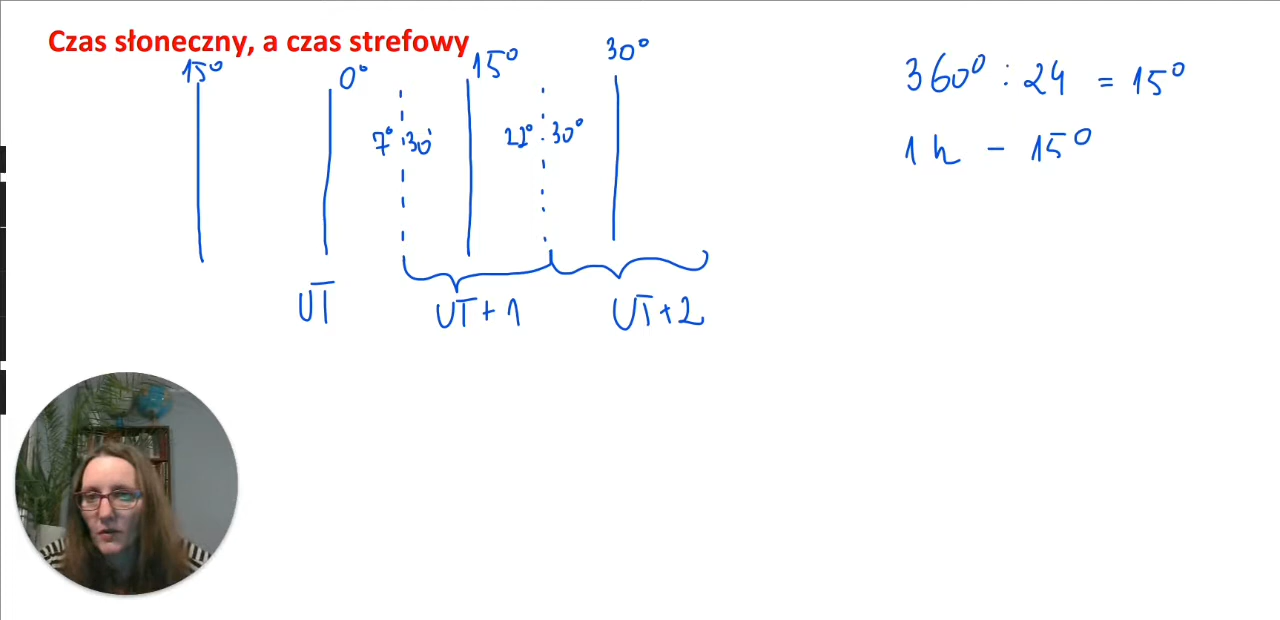 Czas słoneczny, a czas strefowy
15° 0° 15° 30°
7° 30' 22° 30°
UT UT+1 UT+2
360° : 24 = 15°
1 h – 15°